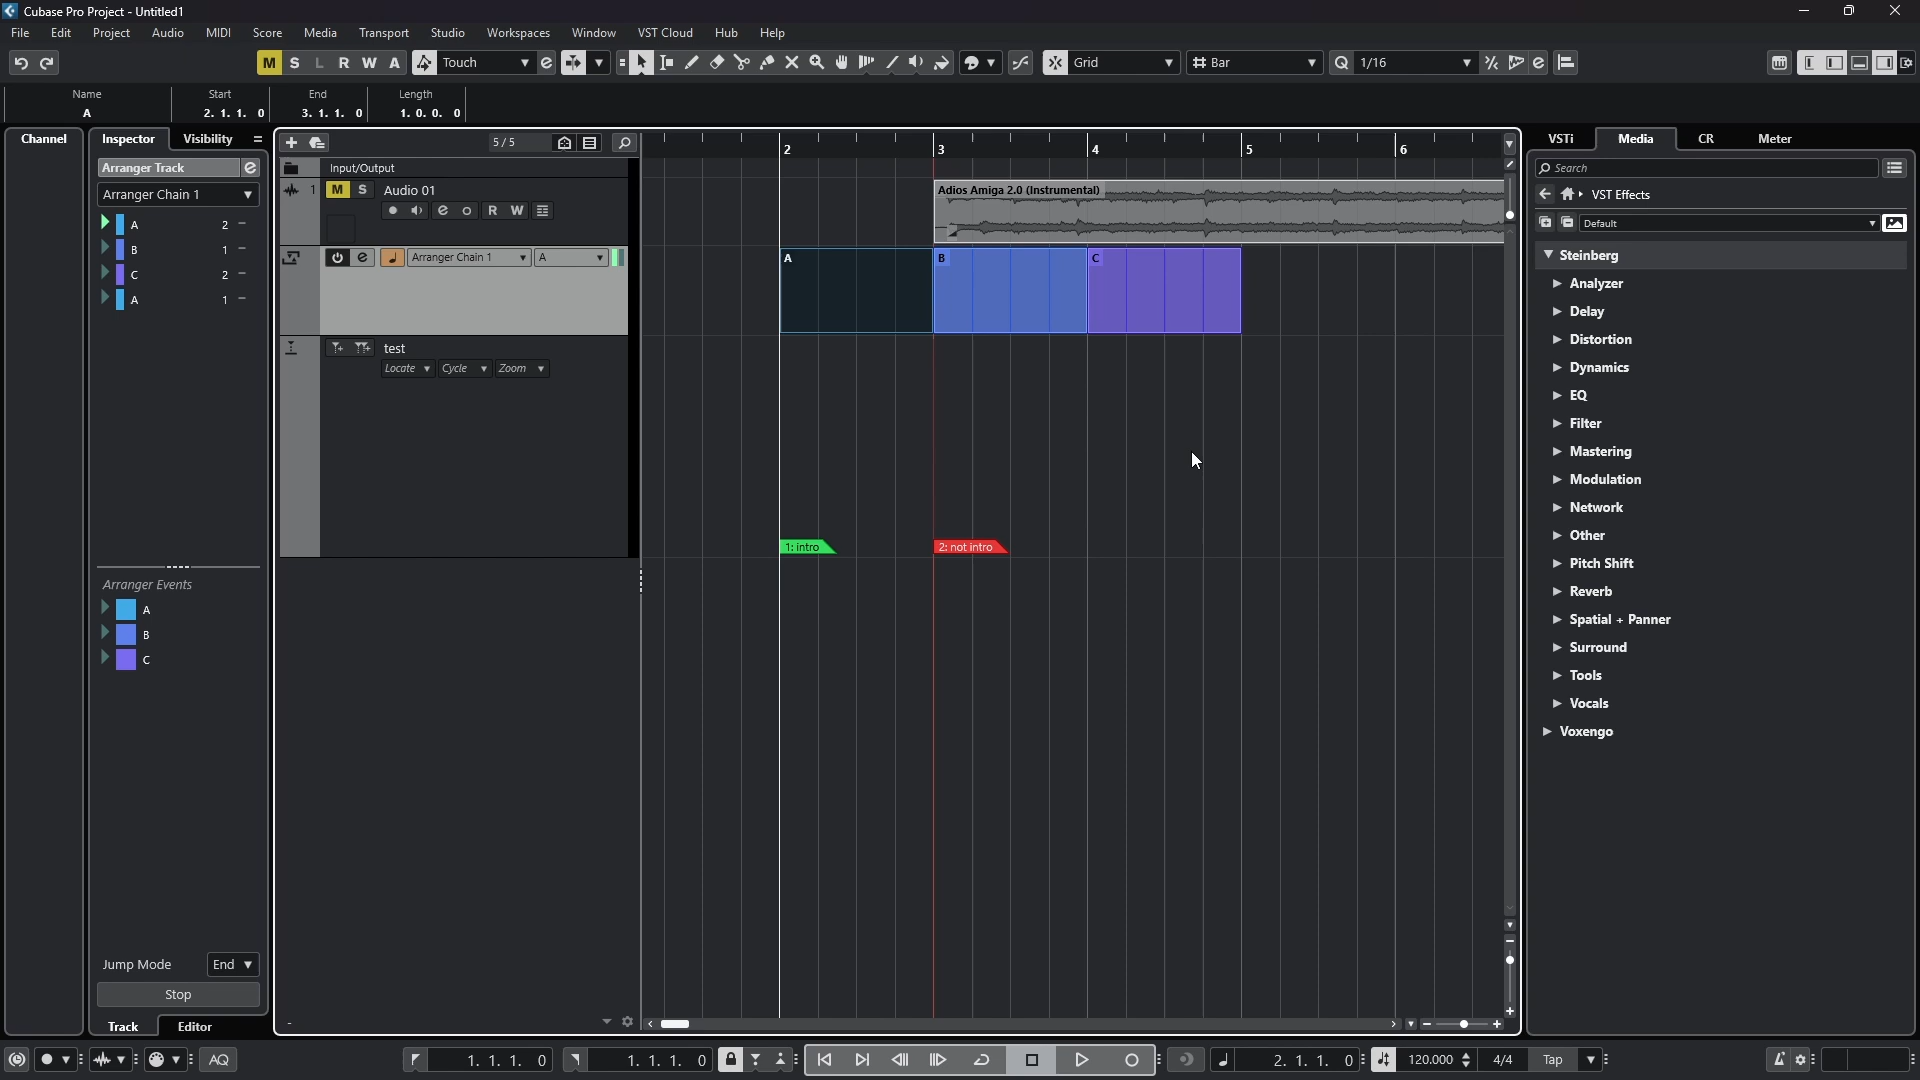 Cubase Pro Project - Untitled1
File Edit Project Audio MIDI Score Media Transport Studio Workspaces Window VST Cloud Hub Help
M S L R W A Touch e Grid Bar Q 1/16 e
Name Start End Length
A 2. 1. 1. 0 3. 1. 1. 0 1. 0. 0. 0
Channel Inspector Visibility
5 / 5
2 3 4 5 6
VSTi Media CR Meter
Arranger Track e
Input/Output
Search
Arranger Chain 1
1 M S Audio 01
e R W
Adios Amiga 2.0 (Instrumental)
VST Effects
Default
A 2 -
B 1 -
C 2 -
A 1 -
e Arranger Chain 1 A
A B C
test
Locate Cycle Zoom
1: intro
2: not intro
Steinberg
Analyzer
Delay
Distortion
Dynamics
EQ
Filter
Mastering
Modulation
Network
Other
Pitch Shift
Reverb
Spatial + Panner
Surround
Tools
Vocals
Voxengo
Arranger Events
A
B
C
Jump Mode End
Stop
Track Editor
-
AQ 1. 1. 1. 0 1. 1. 1. 0 2. 1. 1. 0 120.000 4/4 Tap